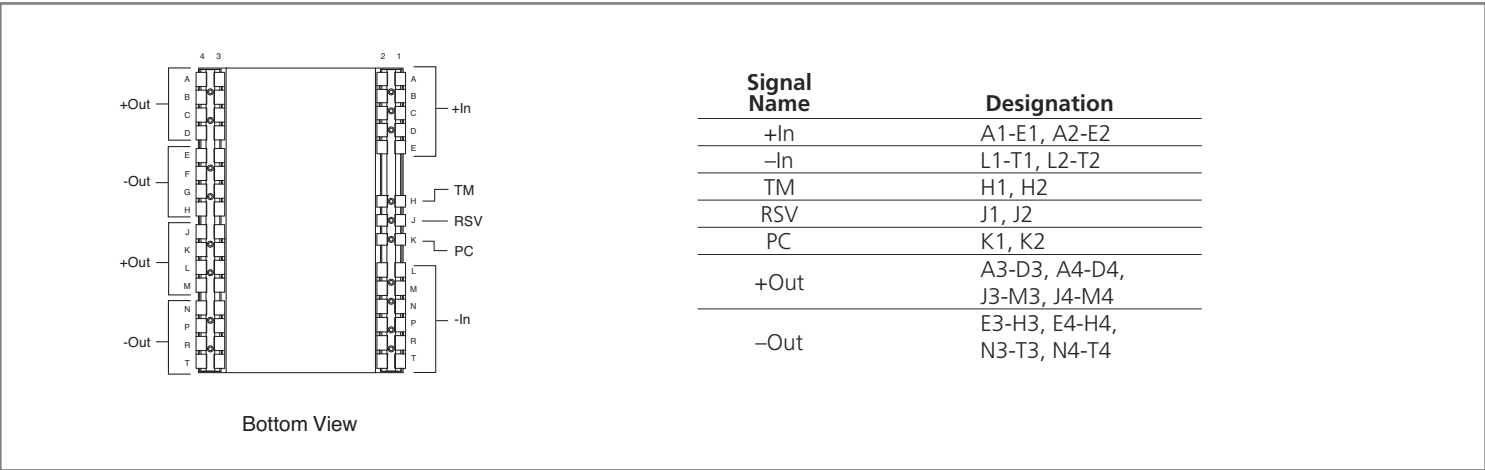 4 3
2 1
A
B
C
D
E
F
G
H
J
K
L
M
N
P
R
T
+Out
-Out
+Out
-Out
A
B
C
D
E
H
J
K
L
M
N
P
R
T
+In
TM
RSV
PC
-In
Bottom View
Signal
Name Designation
+In A1-E1, A2-E2
–In L1-T1, L2-T2
TM H1, H2
RSV J1, J2
PC K1, K2
+Out A3-D3, A4-D4,
J3-M3, J4-M4
–Out E3-H3, E4-H4,
N3-T3, N4-T4